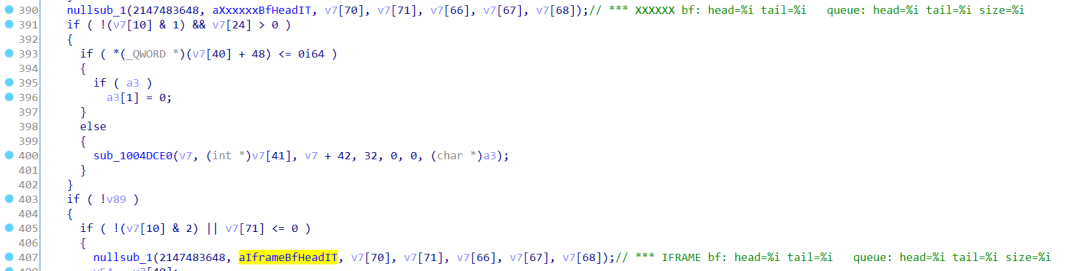 390 nullsub_1(2147483648, aXxxxxxBfHeadIT, v7[70], v7[71], v7[66], v7[67], v7[68]);// *** XXXXXX bf: head=%i tail=%i   queue: head=%i tail=%i size=%i
391 if ( !(v7[10] & 1) && v7[24] > 0 )
392 {
393 if ( *(_QWORD *)(v7[40] + 48) <= 0i64 )
394 {
395 if ( a3 )
396 a3[1] = 0;
397 }
398 else
399 {
400 sub_1004DCE0(v7, (int *)v7[41], v7 + 42, 32, 0, 0, (char *)a3);
401 }
402 }
403 if ( !v89 )
404 {
405 if ( !(v7[10] & 2) || v7[71] <= 0 )
406 {
407 nullsub_1(2147483648, aIframeBfHeadIT, v7[70], v7[71], v7[66], v7[67], v7[68]);// *** IFRAME bf: head=%i tail=%i   queue: head=%i tail=%i size=%i